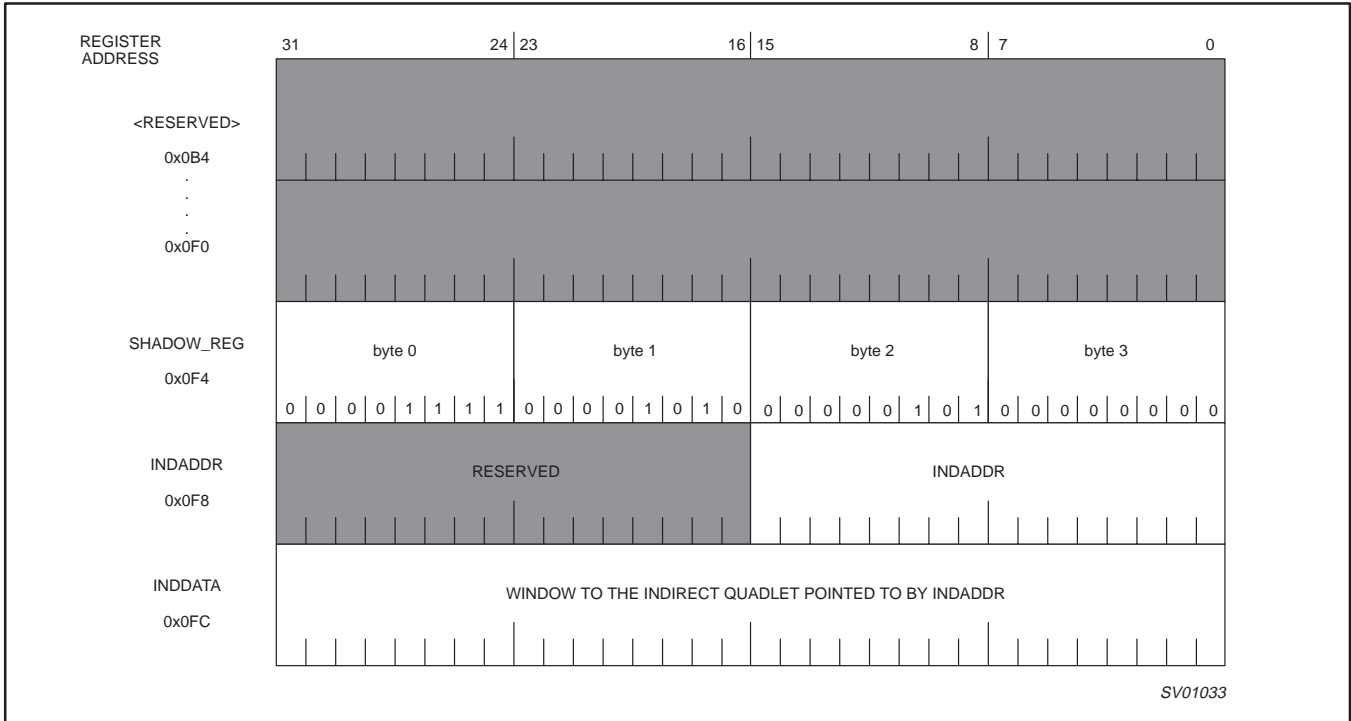 REGISTER ADDRESS 31 24 23 16 15 8 7 0
<RESERVED>
0x0B4
.
.
.
.
0x0F0
SHADOW_REG
0x0F4
byte 0 byte 1 byte 2 byte 3
0 0 0 0 1 1 1 1 0 0 0 0 1 0 1 0 0 0 0 0 0 1 0 1 0 0 0 0 0 0 0 0
INDADDR RESERVED INDADDR
0x0F8
INDDATA WINDOW TO THE INDIRECT QUADLET POINTED TO BY INDADDR
0x0FC
SV01033